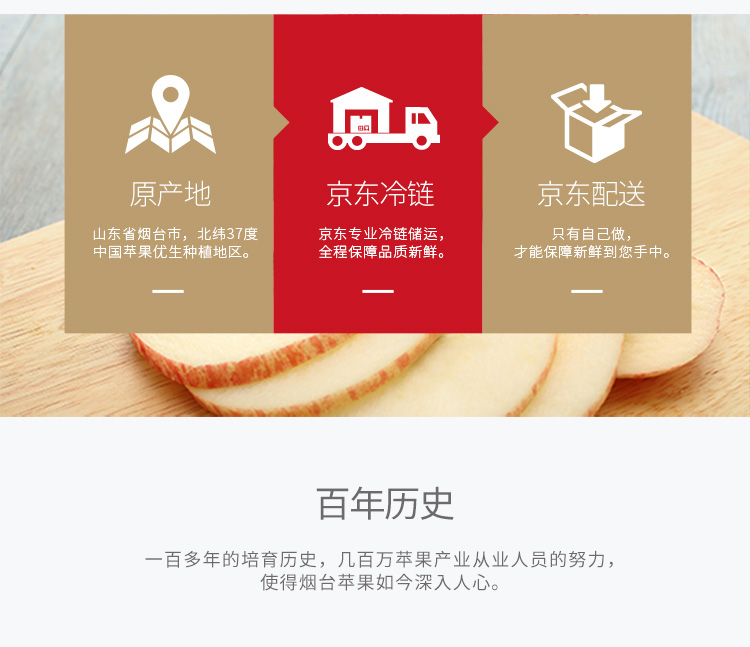 原产地
山东省烟台市，北纬37度
中国苹果优生种植地区。
京东冷链
京东专业冷链储运，
全程保障品质新鲜。
京东配送
只有自己做，
才能保障新鲜到您手中。
百年历史
一百多年的培育历史，几百万苹果产业从业人员的努力，
使得烟台苹果如今深入人心。